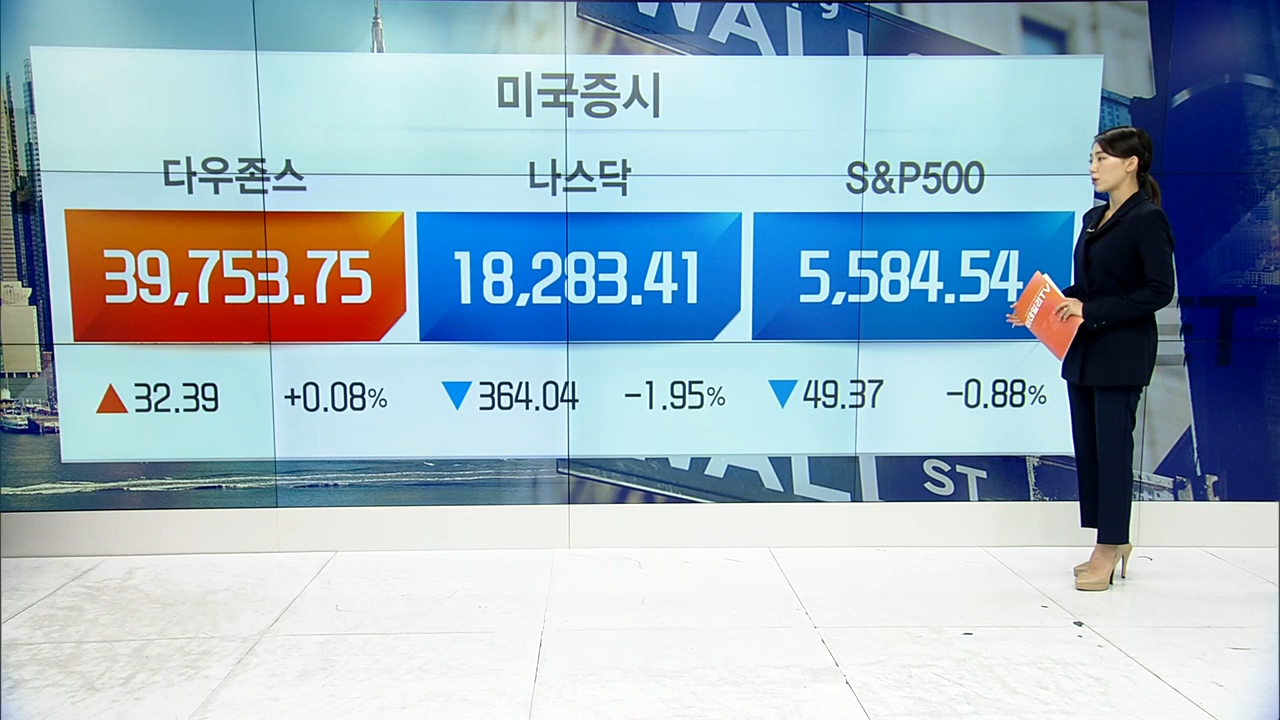 WALL
미국증시
다우존스 나스닥 S&P500
39,753.75 18,283.41 5,584.54
▲32.39 +0.08% ▼364.04 -1.95% ▼49.37 -0.88%
WALL ST